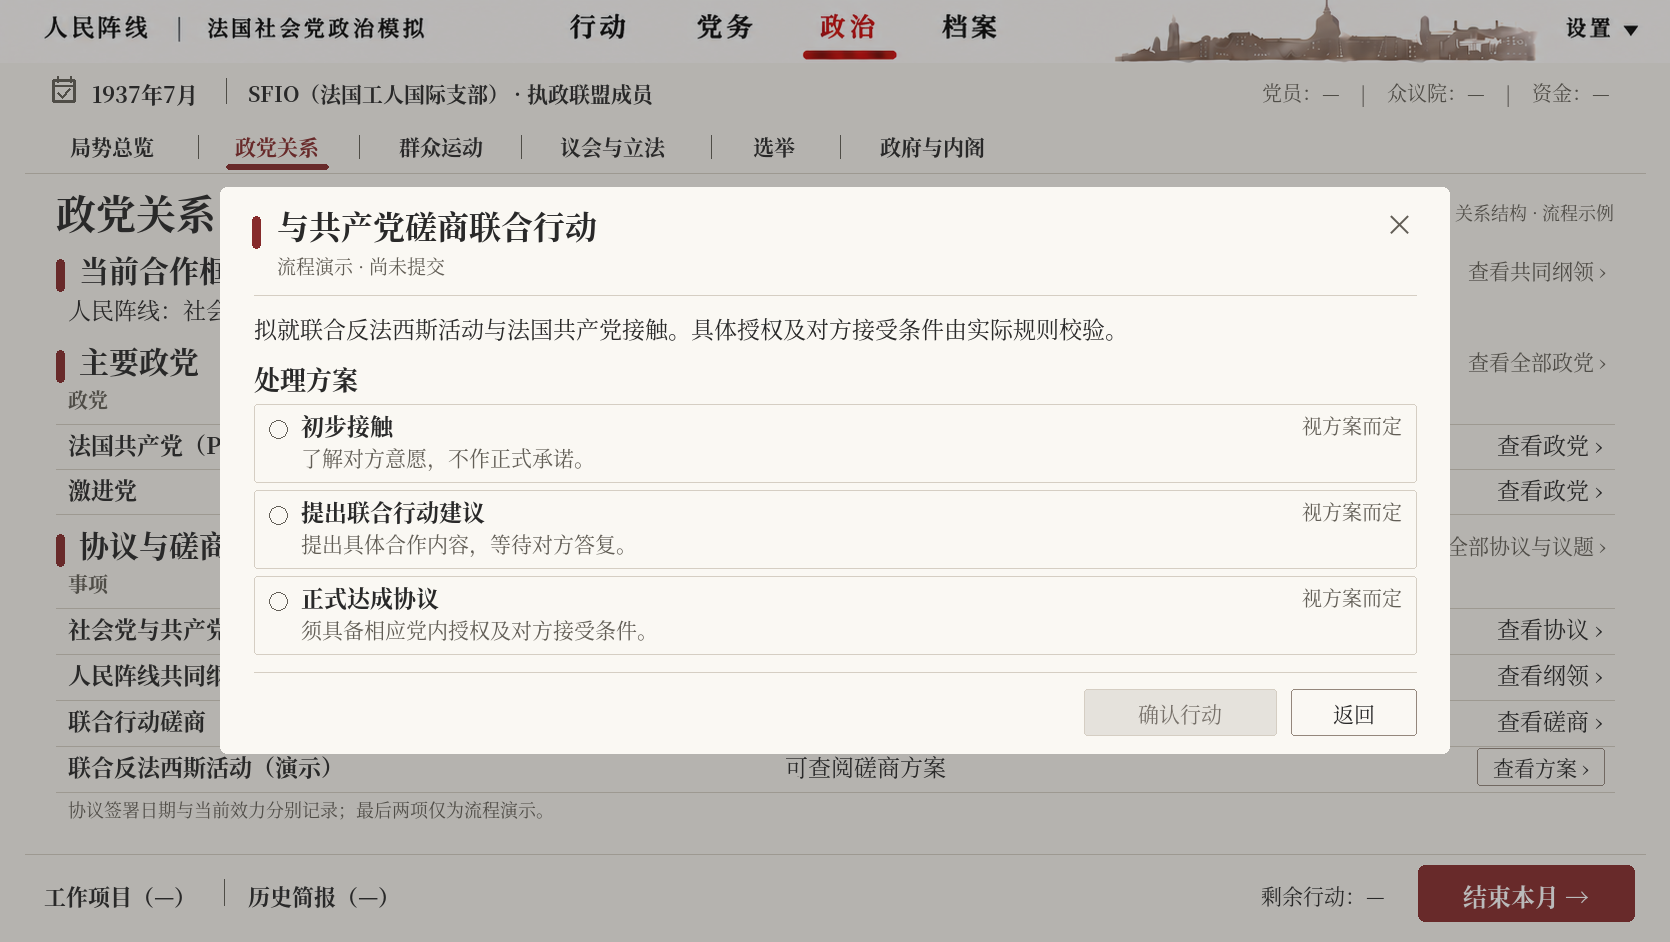 人民阵线 | 法国社会党政治模拟 行动 党务 政治 档案 设置 ▼
1937年7月 | SFIO（法国工人国际支部）· 执政联盟成员 党员：— | 众议院：— | 资金：—
局势总览 | 政党关系 | 群众运动 | 议会与立法 | 选举 | 政府与内阁
政党关系 关系结构 · 流程示例
当前合作框 查看共同纲领 ›
人民阵线：社会
主要政党 查看全部政党 ›
政党
法国共产党（P 查看政党 ›
激进党 查看政党 ›
协议与磋商 全部协议与议题 ›
事项
社会党与共产党 查看协议 ›
人民阵线共同纲 查看纲领 ›
联合行动磋商 查看磋商 ›
联合反法西斯活动（演示） 可查阅磋商方案 查看方案 ›
协议签署日期与当前效力分别记录；最后两项仅为流程演示。
与共产党磋商联合行动
流程演示 · 尚未提交
拟就联合反法西斯活动与法国共产党接触。具体授权及对方接受条件由实际规则校验。
处理方案
初步接触 视方案而定
了解对方意愿，不作正式承诺。
提出联合行动建议 视方案而定
提出具体合作内容，等待对方答复。
正式达成协议 视方案而定
须具备相应党内授权及对方接受条件。
确认行动 返回
工作项目（—） | 历史简报（—） 剩余行动：— 结束本月 →